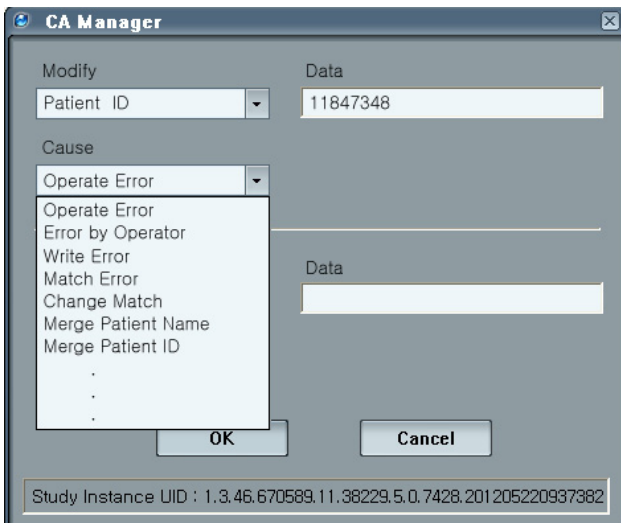 CA Manager
Modify
Data
Patient ID
11847348
Cause
Operate Error
Operate Error
Error by Operator
Write Error
Match Error
Change Match
Merge Patient Name
Merge Patient ID
.
.
.
Data
OK
Cancel
Study Instance UID : 1.3.46.670589.11.38229.5.0.7428.201205220937382